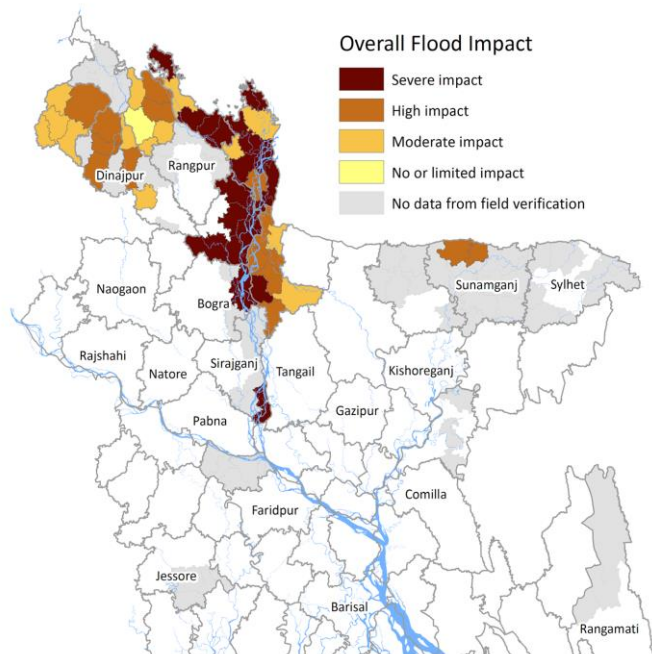 Overall Flood Impact
Severe impact
High impact
Moderate impact
No or limited impact
No data from field verification
Rangpur
Dinajpur
Naogaon
Bogra
Sunamganj
Sylhet
Rajshahi
Natore
Sirajganj
Tangail
Kishoreganj
Pabna
Gazipur
Comilla
Faridpur
Jessore
Barisal
Rangamati